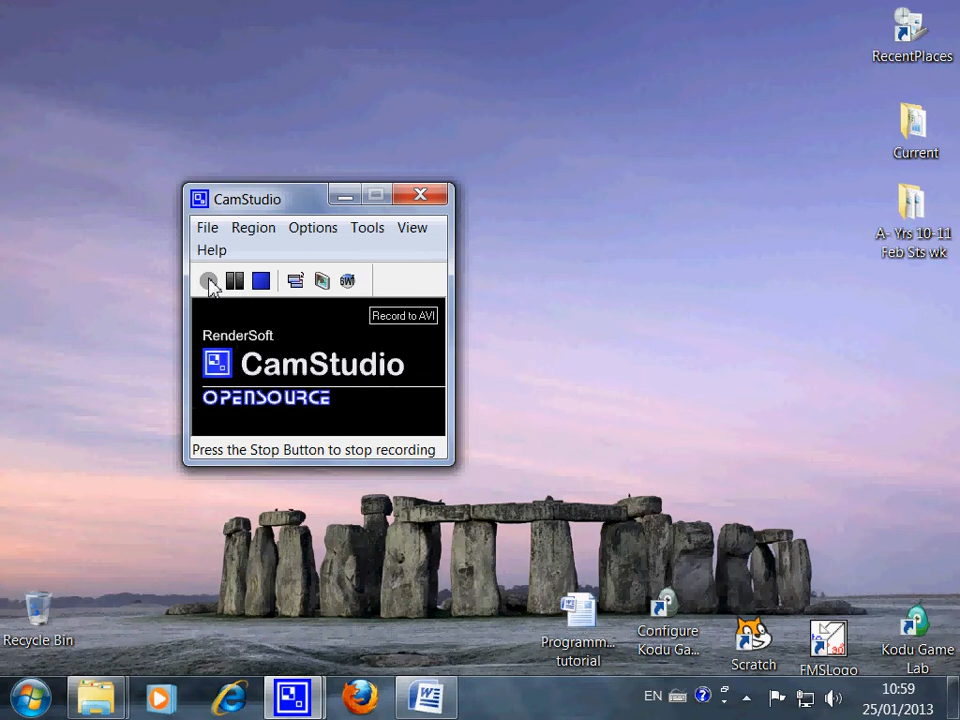 RecentPlaces
Current
A- Yrs 10-11
Feb Sts wk
CamStudio
File Region Options Tools View
Help
SWF
Record to AVI
RenderSoft
CamStudio
OPENSOURCE
Press the Stop Button to stop recording
Recycle Bin
Programm...
tutorial
Configure
Kodu Ga...
Scratch
FMSLogo
Kodu Game
Lab
EN
10:59
25/01/2013